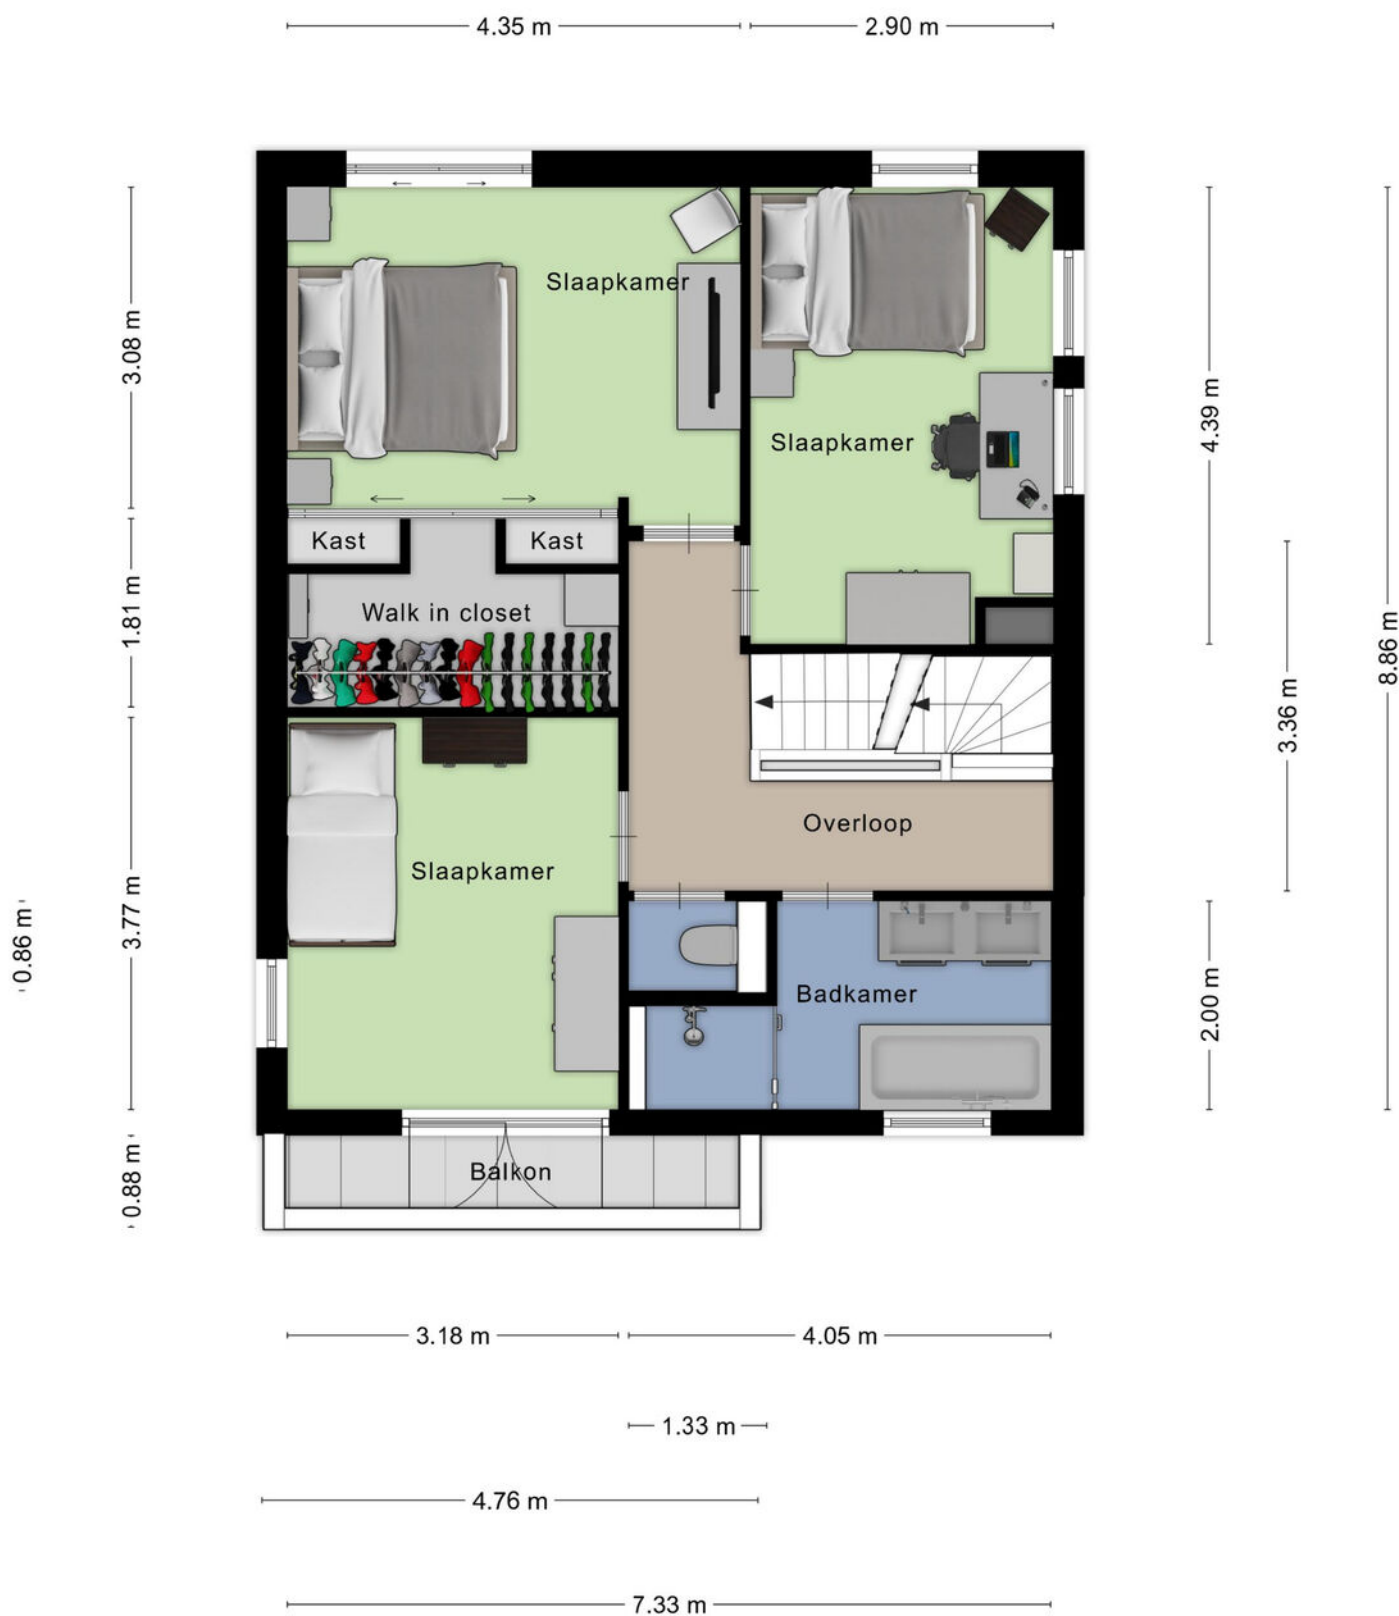 4.35 m
2.90 m
3.08 m
1.81 m
3.77 m
0.86 m
0.88 m
Slaapkamer
Slaapkamer
Kast
Kast
Walk in closet
Slaapkamer
Overloop
Badkamer
Balkon
4.39 m
3.36 m
8.86 m
2.00 m
3.18 m
4.05 m
1.33 m
4.76 m
7.33 m